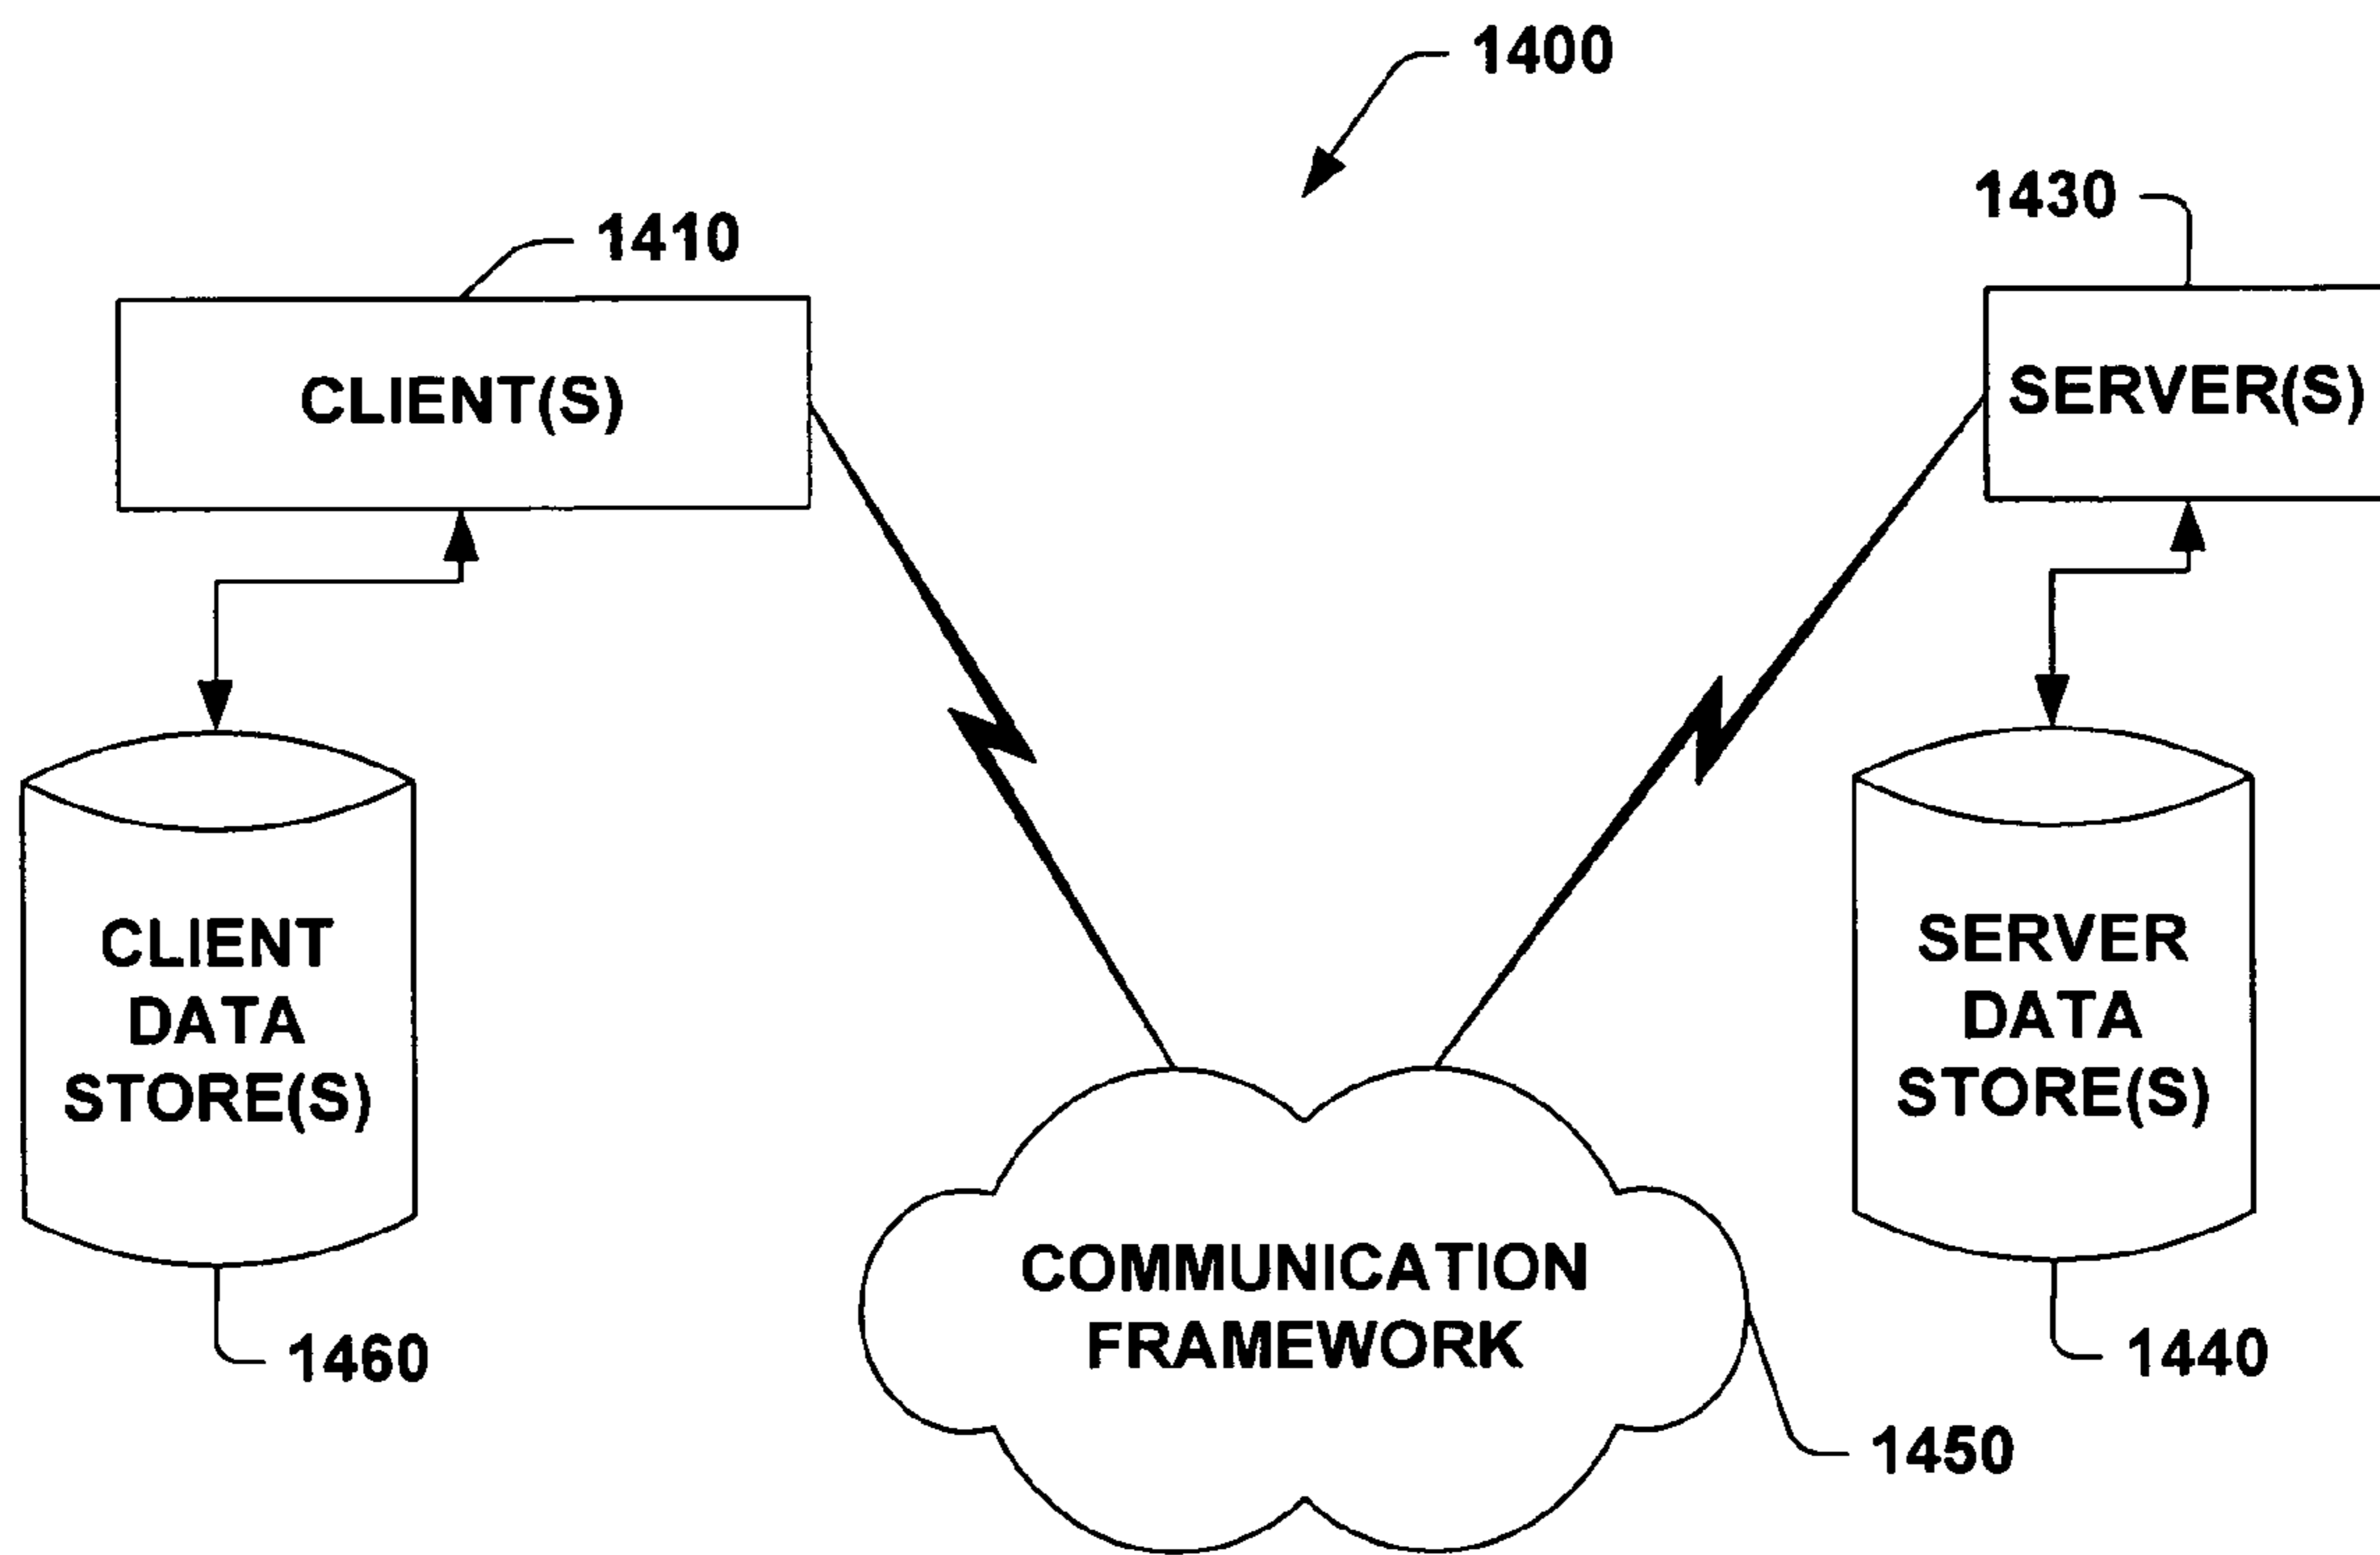 1400
1410
1430
CLIENT(S)
SERVER(S)
CLIENT
DATA
STORE(S)
SERVER
DATA
STORE(S)
COMMUNICATION
FRAMEWORK
1460
1440
1450